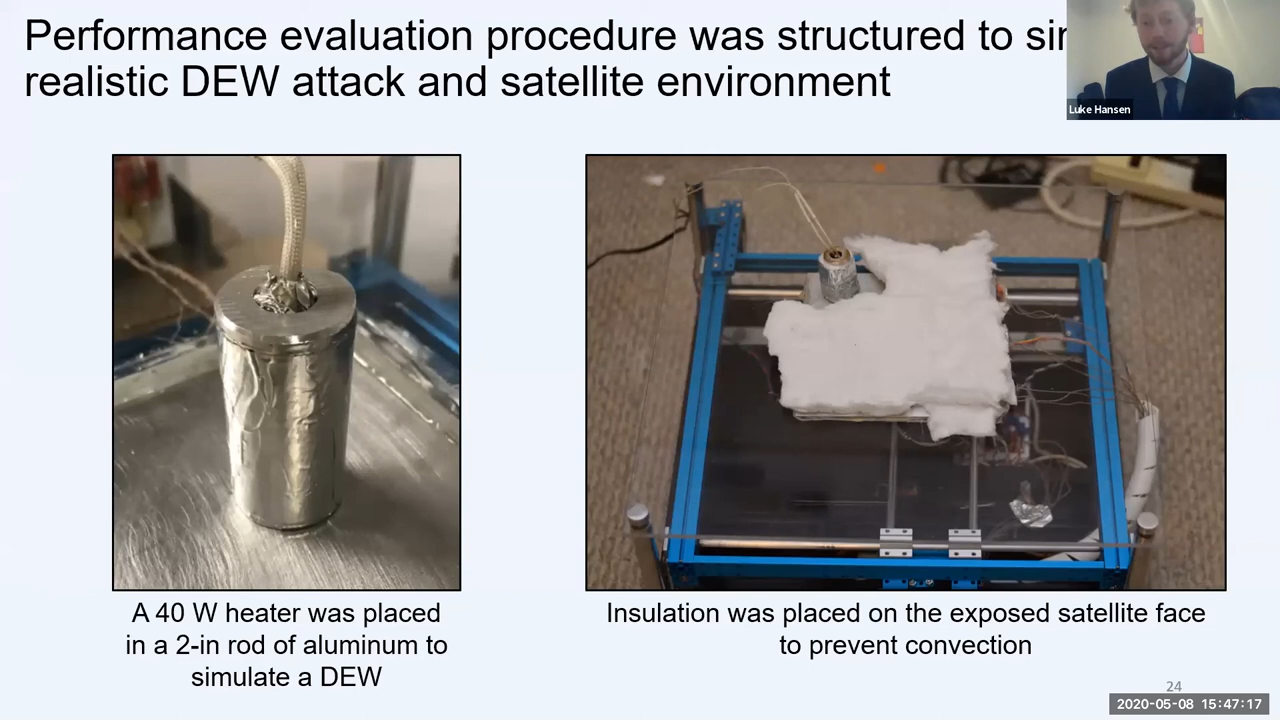 Performance evaluation procedure was structured to
realistic DEW attack and satellite environment
Luke Hansen
A 40 W heater was placed
in a 2-in rod of aluminum to
simulate a DEW
Insulation was placed on the exposed satellite face
to prevent convection
24
2020-05-08 15:47:17